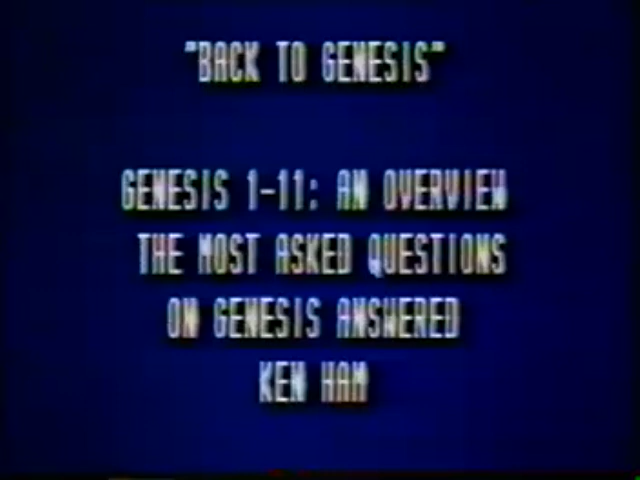 "BACK TO GENESIS"
GENESIS 1-11: AN OVERVIEW
THE MOST ASKED QUESTIONS
ON GENESIS ANSWERED
KEN HAM